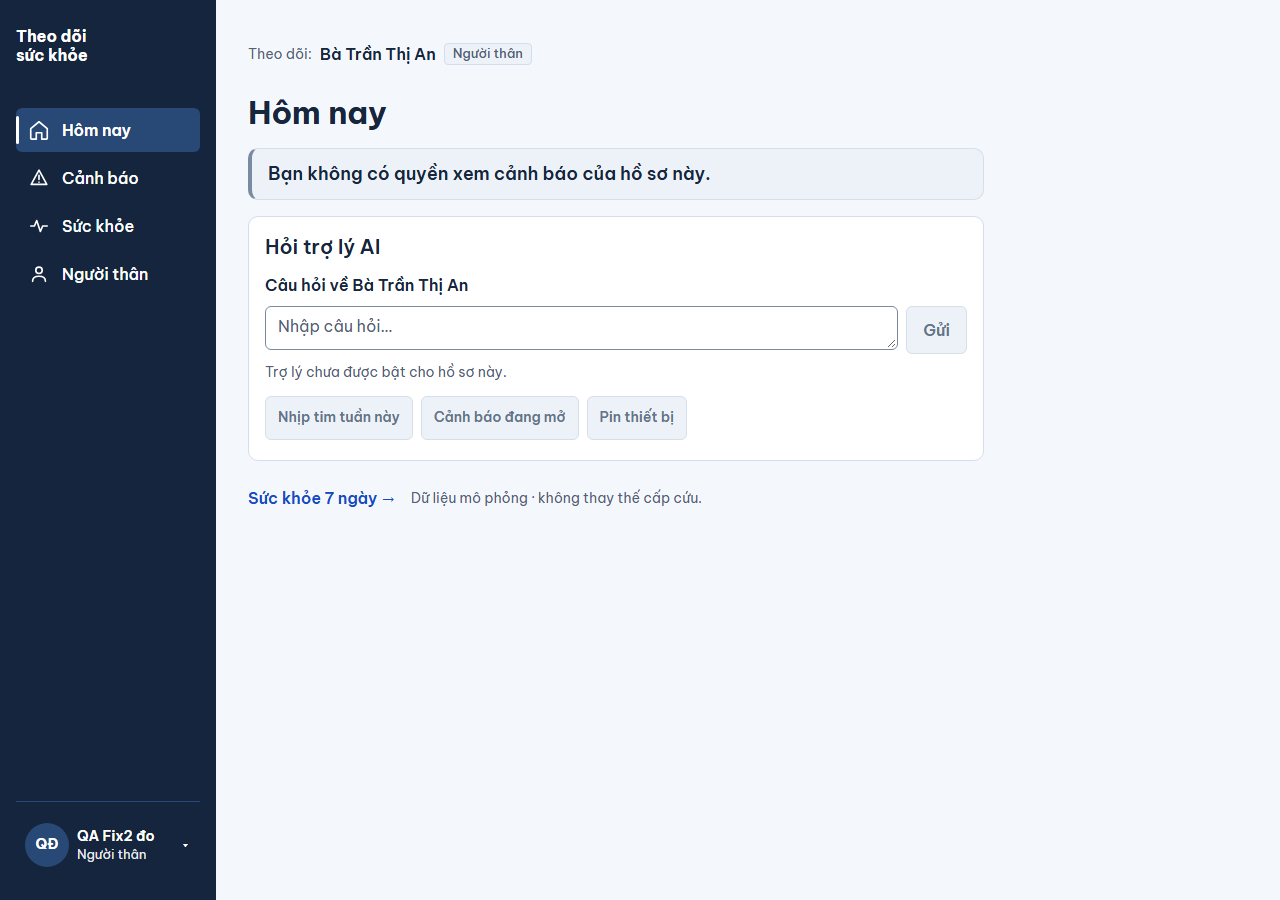 Theo dõi
sức khỏe
Hôm nay
Cảnh báo
Sức khỏe
Người thân
QĐ
QA Fix2 đo
Người thân
Theo dõi: Bà Trần Thị An Người thân
Hôm nay
Bạn không có quyền xem cảnh báo của hồ sơ này.
Hỏi trợ lý AI
Câu hỏi về Bà Trần Thị An
Nhập câu hỏi...
Gửi
Trợ lý chưa được bật cho hồ sơ này.
Nhịp tim tuần này Cảnh báo đang mở Pin thiết bị
Sức khỏe 7 ngày → Dữ liệu mô phỏng · không thay thế cấp cứu.